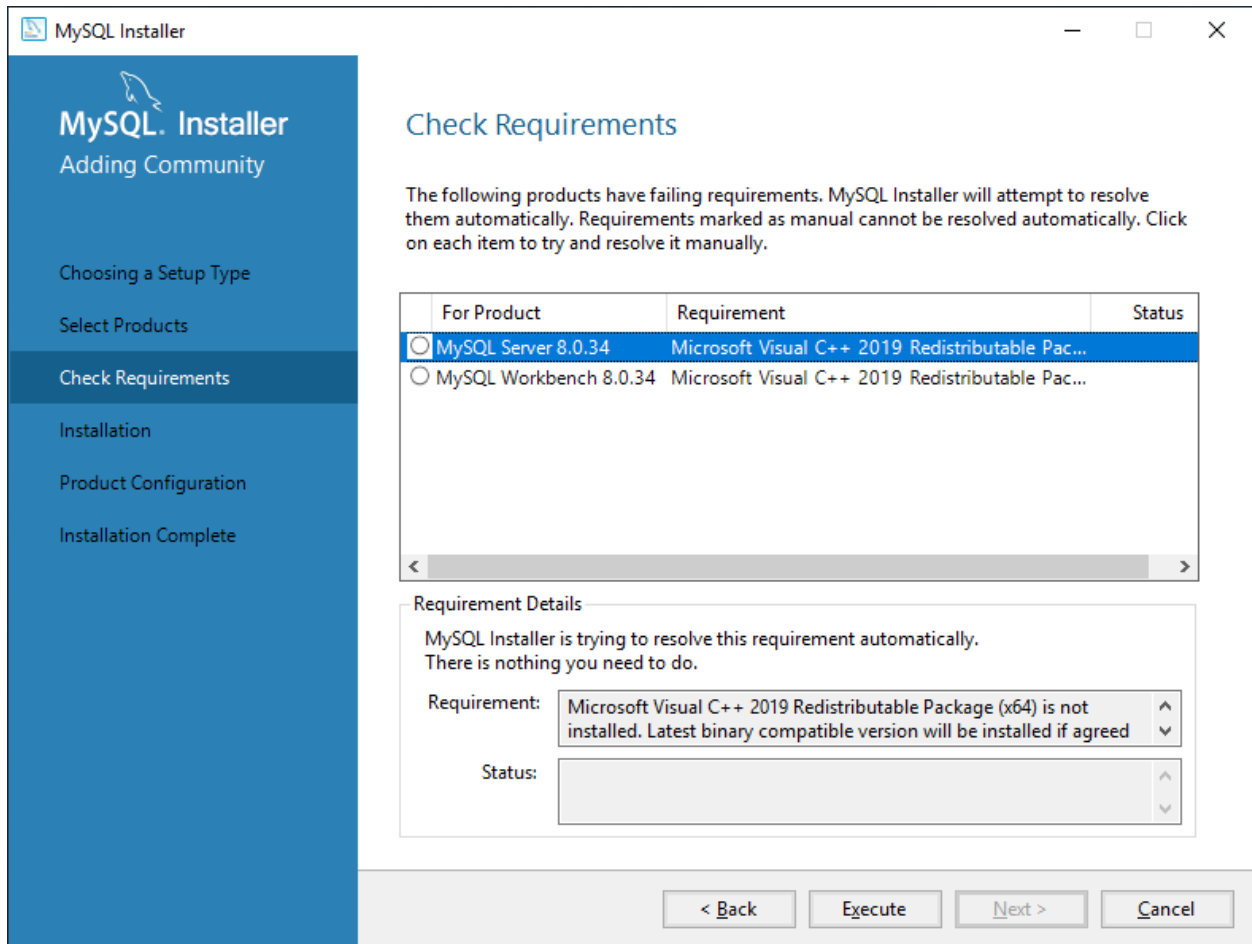 MySQL Installer
MySQL. Installer
Adding Community
Choosing a Setup Type
Select Products
Check Requirements
Installation
Product Configuration
Installation Complete
Check Requirements
The following products have failing requirements. MySQL Installer will attempt to resolve
them automatically. Requirements marked as manual cannot be resolved automatically. Click
on each item to try and resolve it manually.
For Product Requirement Status
MySQL Server 8.0.34 Microsoft Visual C++ 2019 Redistributable Pac...
MySQL Workbench 8.0.34 Microsoft Visual C++ 2019 Redistributable Pac...
Requirement Details
MySQL Installer is trying to resolve this requirement automatically.
There is nothing you need to do.
Requirement: Microsoft Visual C++ 2019 Redistributable Package (x64) is not
installed. Latest binary compatible version will be installed if agreed
Status:
< Back Execute Next > Cancel